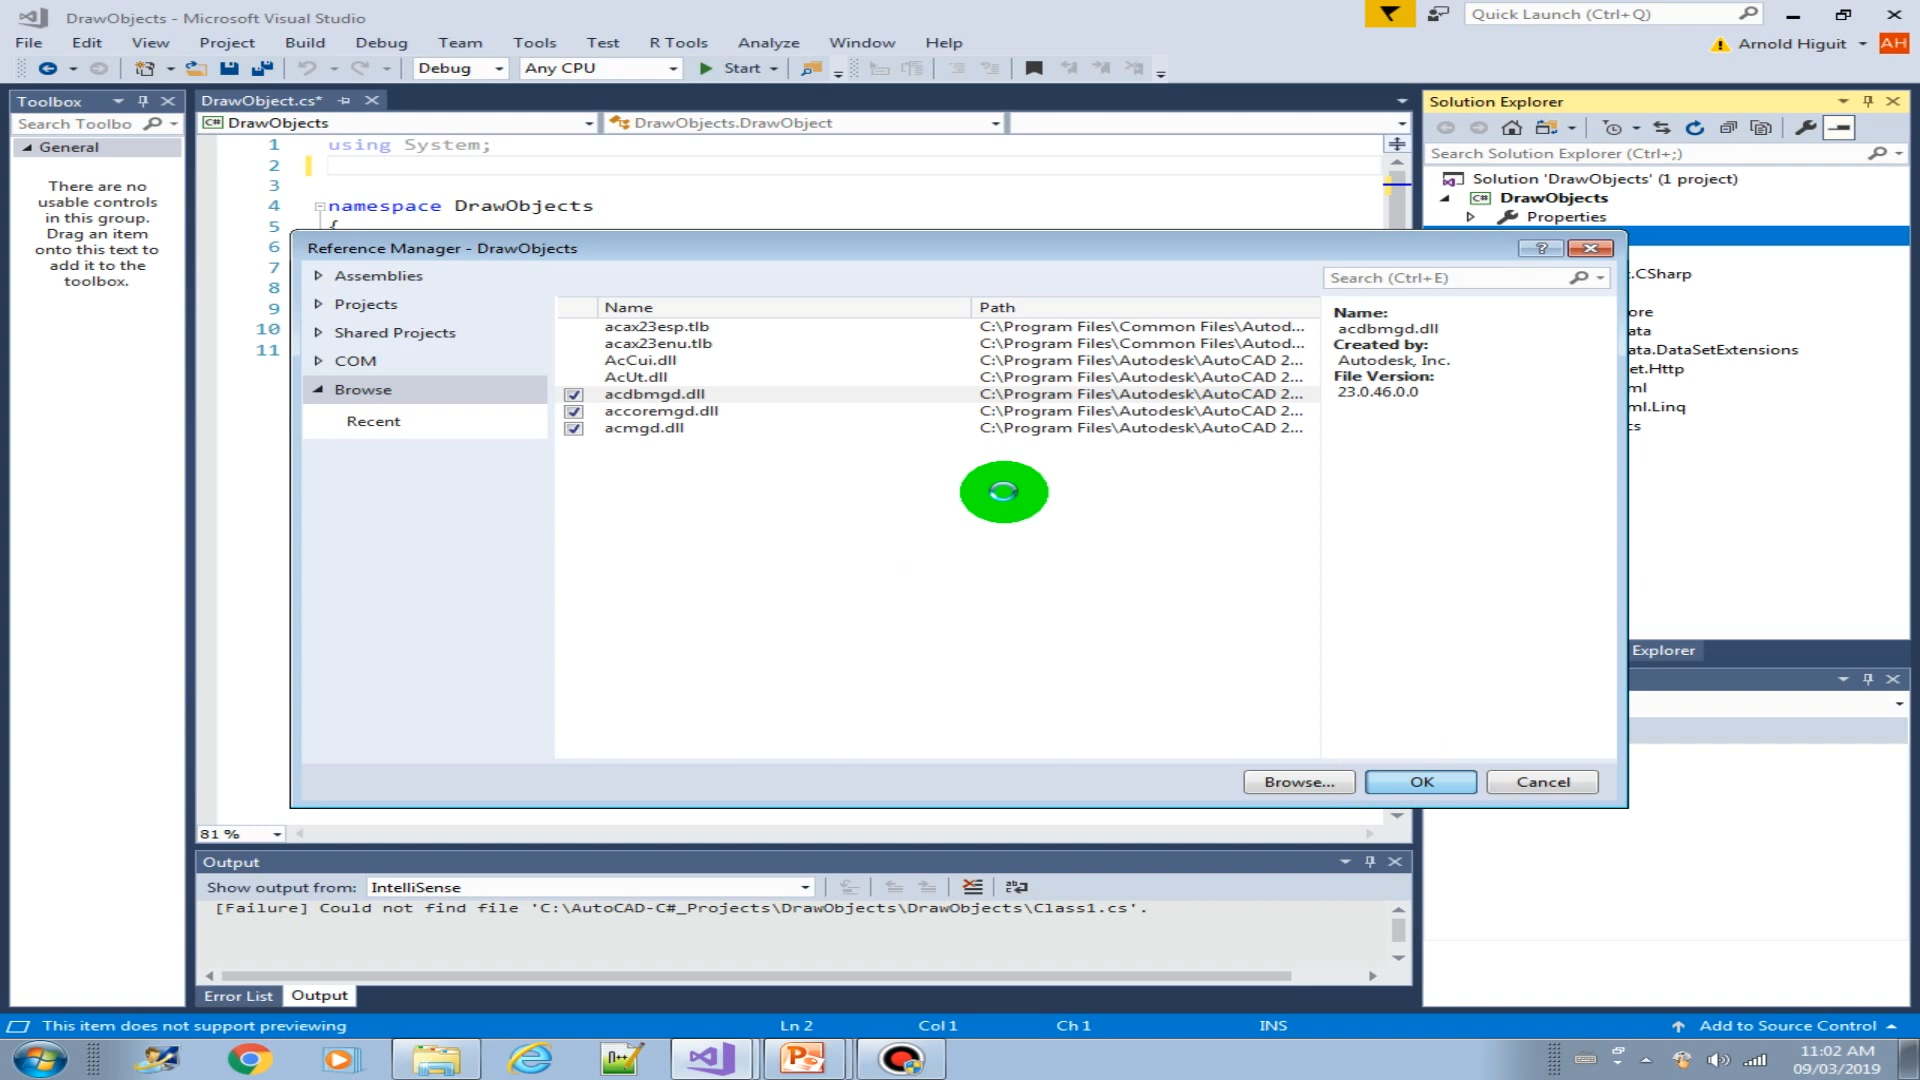 DrawObjects - Microsoft Visual Studio
Quick Launch (Ctrl+Q)
File Edit View Project Build Debug Team Tools Test R Tools Analyze Window Help
Arnold Higuit AH
Debug Any CPU Start
Toolbox
Search Toolbo
General
There are no
usable controls
in this group.
Drag an item
onto this text to
add it to the
toolbox.
DrawObject.cs*
C# DrawObjects
DrawObjects.DrawObject
1 using System;
2
3
4 namespace DrawObjects
5 {
6
7
8
9
10
11
Solution Explorer
Search Solution Explorer (Ctrl+;)
Solution 'DrawObjects' (1 project)
C# DrawObjects
Properties
t.CSharp
ore
ata
ata.DataSetExtensions
et.Http
ml
ml.Linq
cs
Explorer
Reference Manager - DrawObjects
?
Assemblies
Projects
Shared Projects
COM
Browse
Recent
Search (Ctrl+E)
Name Path
acax23esp.tlb C:\Program Files\Common Files\Autod...
acax23enu.tlb C:\Program Files\Common Files\Autod...
AcCui.dll C:\Program Files\Autodesk\AutoCAD 2...
AcUt.dll C:\Program Files\Autodesk\AutoCAD 2...
acdbmgd.dll C:\Program Files\Autodesk\AutoCAD 2...
accoremgd.dll C:\Program Files\Autodesk\AutoCAD 2...
acmgd.dll C:\Program Files\Autodesk\AutoCAD 2...
Name:
acdbmgd.dll
Created by:
Autodesk, Inc.
File Version:
23.0.46.0.0
Browse... OK Cancel
81 %
Output
Show output from: IntelliSense
[Failure] Could not find file 'C:\AutoCAD-C#_Projects\DrawObjects\DrawObjects\Class1.cs'.
Error List Output
This item does not support previewing
Ln 2 Col 1 Ch 1 INS
Add to Source Control
11:02 AM
09/03/2019